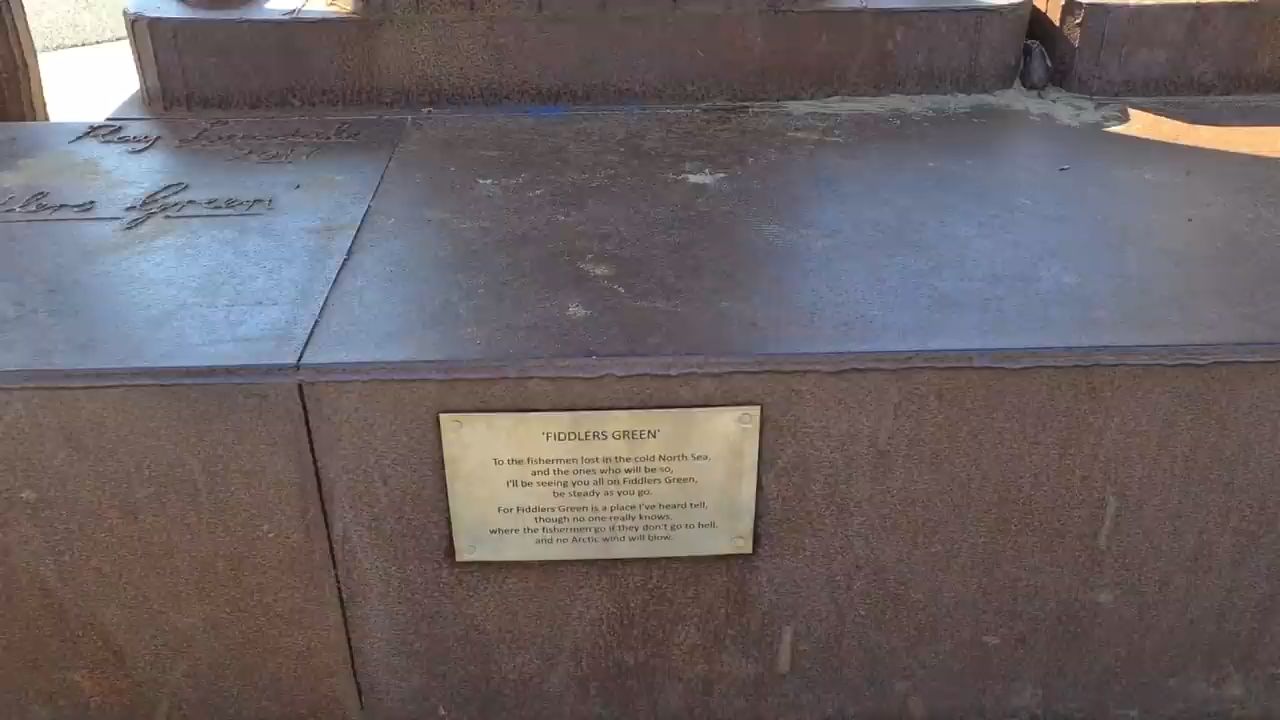 Ray Lonsdale
2017
Green
'FIDDLERS GREEN'
To the fishermen lost in the cold North Sea,
and the ones who will be so,
I'll be seeing you all on Fiddlers Green,
be steady as you go.
For Fiddlers Green is a place I've heard tell,
though no one really knows,
where the fishermen go if they don't go to hell,
and no Arctic wind will blow.